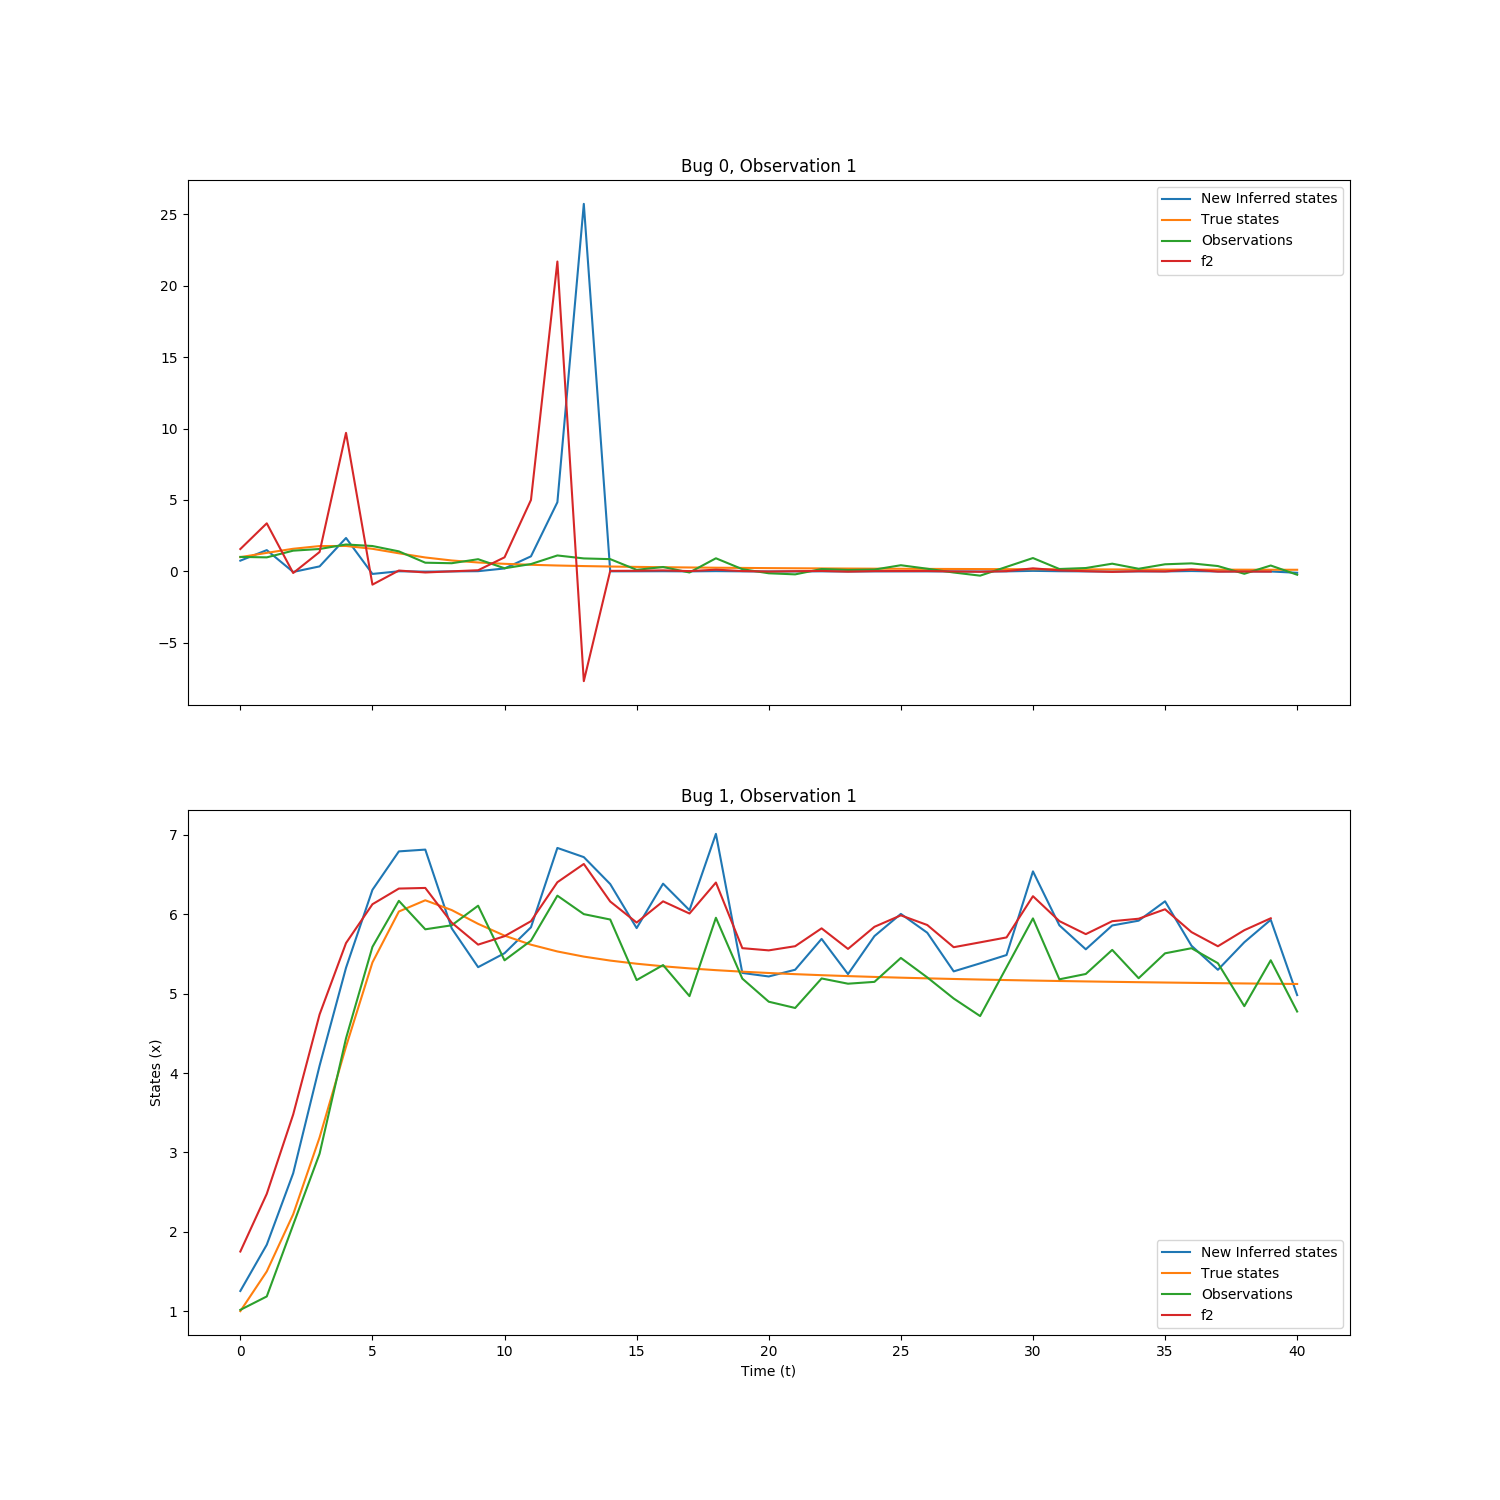 Bug 0, Observation 1
25
20
15
10
5
0
−5
New Inferred states
True states
Observations
f2
Bug 1, Observation 1
7
6
5
4
3
2
1
States (x)
New Inferred states
True states
Observations
f2
0 5 10 15 20 25 30 35 40
Time (t)